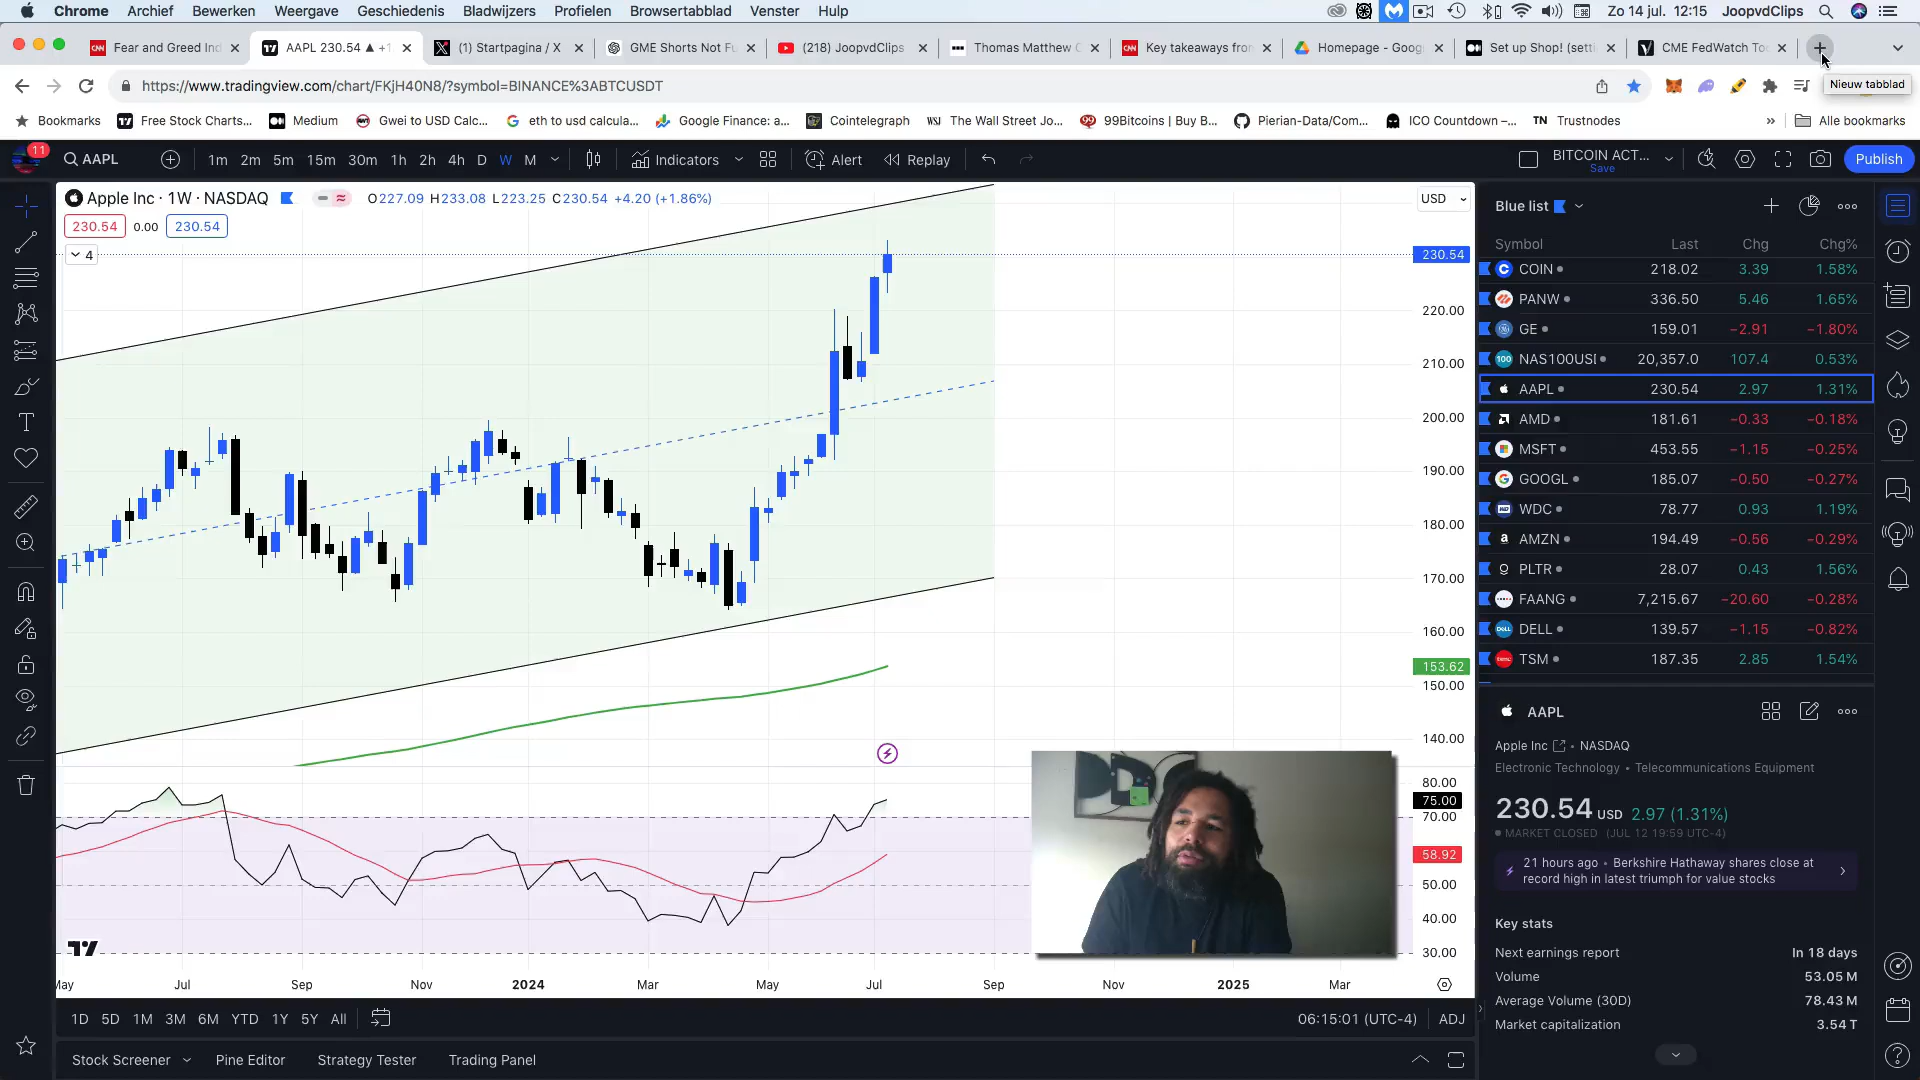 Chrome Archief Bewerken Weergave Geschiedenis Bladwijzers Profielen Browsertabblad Venster Hulp Zo 14 jul. 12:15 JoopvdClips
Fear and Greed Ind AAPL 230.54 ▲ +1 (1) Startpagina / X GME Shorts Not Fu (218) JoopvdClips Thomas Matthew C Key takeaways from Homepage - Goog Set up Shop! (setti CME FedWatch To
https://www.tradingview.com/chart/FKjH40N8/?symbol=BINANCE%3ABTCUSDT
Nieuw tabblad
Bookmarks Free Stock Charts... Medium Gwei to USD Calc... eth to usd calcula... Google Finance: a... Cointelegraph WSJ The Wall Street Jo... 99Bitcoins | Buy B... Pierian-Data/Com... ICO Countdown –... TN Trustnodes » Alle bookmarks
11 AAPL 1m 2m 5m 15m 30m 1h 2h 4h D W M Indicators Alert Replay BITCOIN ACT... Save Publish
Apple Inc · 1W · NASDAQ O227.09 H233.08 L223.25 C230.54 +4.20 (+1.86%) USD
230.54 0.00 230.54
4
230.54
220.00
210.00
200.00
190.00
180.00
170.00
160.00
153.62
150.00
140.00
80.00
75.00
70.00
58.92
50.00
40.00
30.00
May Jul Sep Nov 2024 Mar May Jul Sep Nov 2025 Mar
1D 5D 1M 3M 6M YTD 1Y 5Y All 06:15:01 (UTC-4) ADJ
Stock Screener Pine Editor Strategy Tester Trading Panel
Blue list
Symbol Last Chg Chg%
COIN 218.02 3.39 1.58%
PANW 336.50 5.46 1.65%
GE 159.01 −2.91 −1.80%
100 NAS100USI 20,357.0 107.4 0.53%
AAPL 230.54 2.97 1.31%
AMD 181.61 −0.33 −0.18%
MSFT 453.55 −1.15 −0.25%
GOOGL 185.07 −0.50 −0.27%
WDC 78.77 0.93 1.19%
AMZN 194.49 −0.56 −0.29%
PLTR 28.07 0.43 1.56%
FAANG 7,215.67 −20.60 −0.28%
DELL 139.57 −1.15 −0.82%
TSM 187.35 2.85 1.54%
AAPL
Apple Inc • NASDAQ
Electronic Technology • Telecommunications Equipment
230.54 USD 2.97 (1.31%)
MARKET CLOSED (JUL 12 19:59 UTC-4)
21 hours ago • Berkshire Hathaway shares close at
record high in latest triumph for value stocks
Key stats
Next earnings report In 18 days
Volume 53.05 M
Average Volume (30D) 78.43 M
Market capitalization 3.54 T